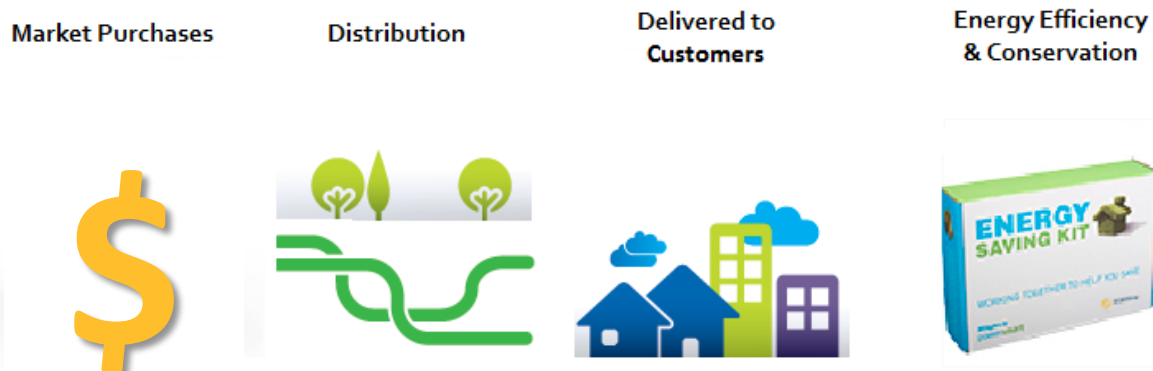 Market Purchases
Distribution
Delivered to
Customers
Energy Efficiency
& Conservation
$
ENERGY
SAVING KIT
WORKING TOGETHER TO HELP YOU SAVE